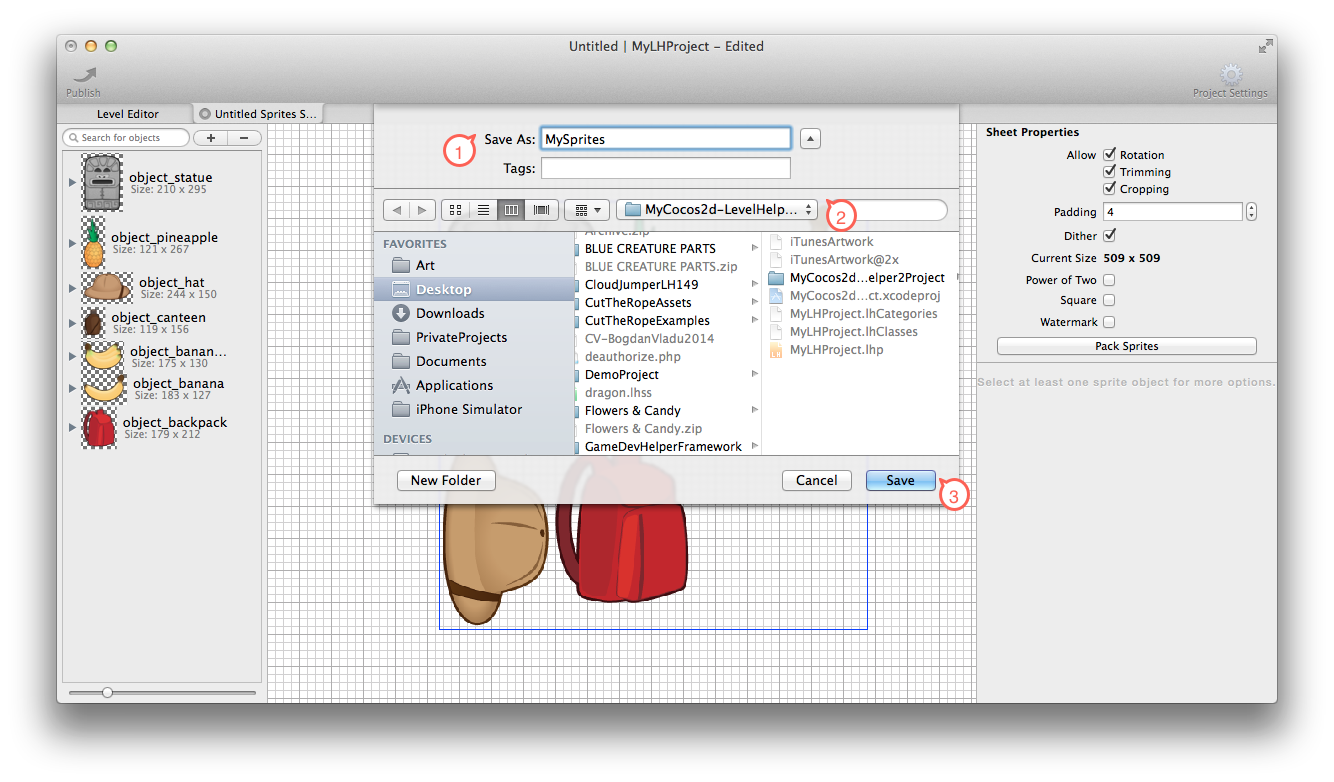 Untitled | MyLHProject – Edited
Publish
Project Settings
Level Editor
Untitled Sprites S...
Search for objects
+
−
object_statue
Size: 210 x 295
object_pineapple
Size: 121 x 267
object_hat
Size: 244 x 150
object_canteen
Size: 119 x 156
object_banan...
Size: 175 x 130
object_banana
Size: 183 x 127
object_backpack
Size: 179 x 212
1
Save As: MySprites
Tags:
MyCocos2d-LevelHelp...
2
FAVORITES
Art
Desktop
Downloads
PrivateProjects
Documents
Applications
iPhone Simulator
DEVICES
Archive.zip
BLUE CREATURE PARTS
BLUE CREATURE PARTS.zip
CloudJumperLH149
CutTheRopeAssets
CutTheRopeExamples
CV-BogdanVladu2014
deauthorize.php
DemoProject
dragon.lhss
Flowers & Candy
Flowers & Candy.zip
GameDevHelperFramework
iTunesArtwork
iTunesArtwork@2x
MyCocos2d...elper2Project
MyCocos2d...ct.xcodeproj
MyLHProject.lhCategories
MyLHProject.lhClasses
MyLHProject.lhp
New Folder
Cancel
Save
3
Sheet Properties
Allow Rotation
Trimming
Cropping
Padding 4
Dither
Current Size 509 x 509
Power of Two
Square
Watermark
Pack Sprites
Select at least one sprite object for more options.